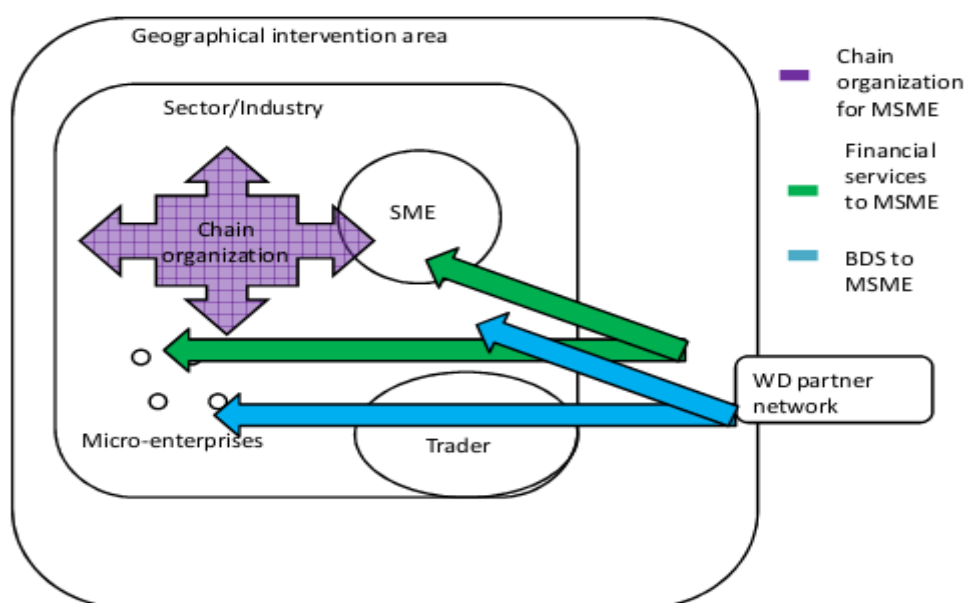 Geographical intervention area
Sector/Industry
Chain
organization
SME
Micro-enterprises
Trader
WD partner
network
Chain
organization
for MSME
Financial
services
to MSME
BDS to
MSME